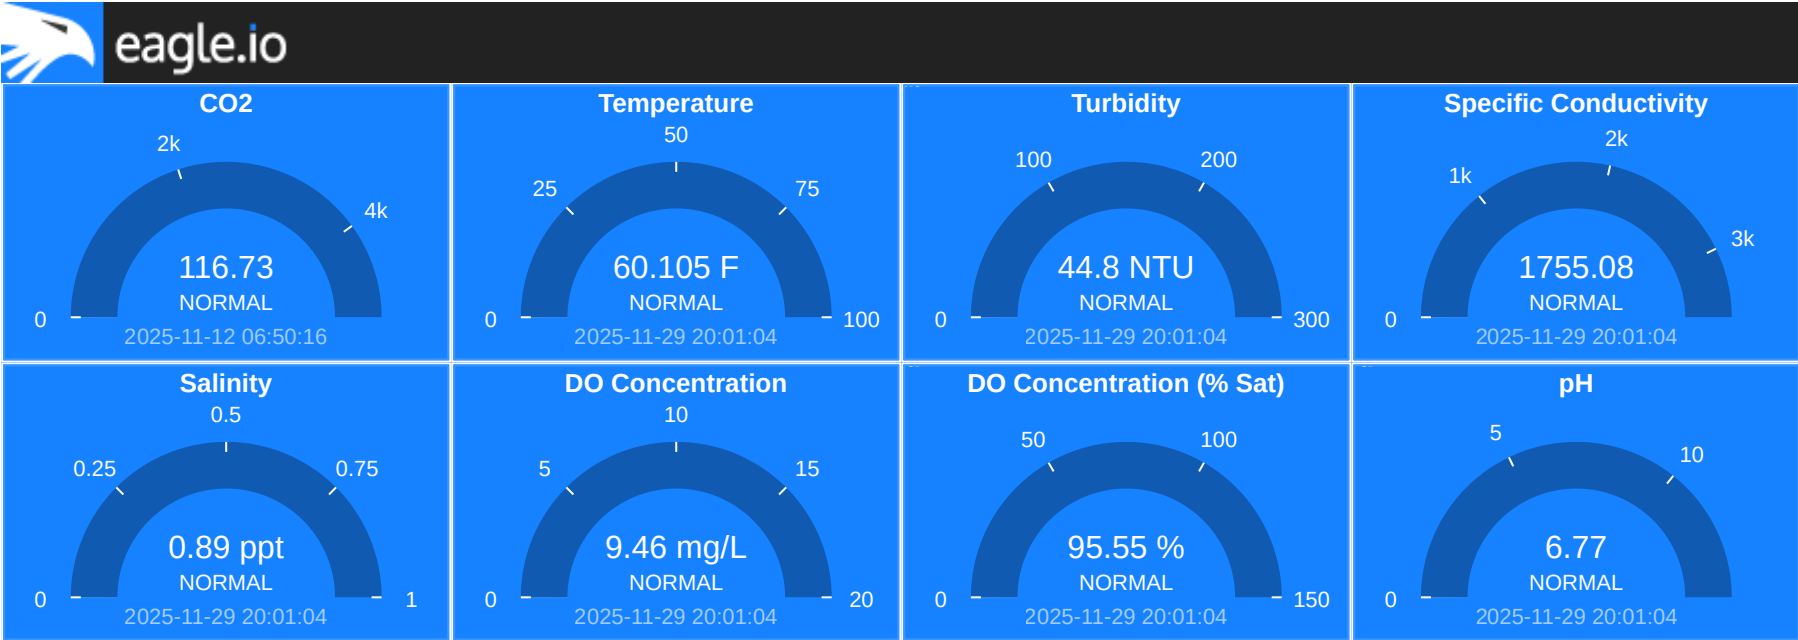 eagle.io
CO2
2k
4k
116.73
NORMAL
0
2025-11-12 06:50:16
Temperature
50
25
75
60.105 F
NORMAL
0
100
2025-11-29 20:01:04
Turbidity
100
200
44.8 NTU
NORMAL
0
300
2025-11-29 20:01:04
Specific Conductivity
2k
1k
3k
1755.08
NORMAL
0
2025-11-29 20:01:04
Salinity
0.5
0.25
0.75
0.89 ppt
NORMAL
0
1
2025-11-29 20:01:04
DO Concentration
10
5
15
9.46 mg/L
NORMAL
0
20
2025-11-29 20:01:04
DO Concentration (% Sat)
50
100
95.55 %
NORMAL
0
150
2025-11-29 20:01:04
pH
5
10
6.77
NORMAL
0
2025-11-29 20:01:04